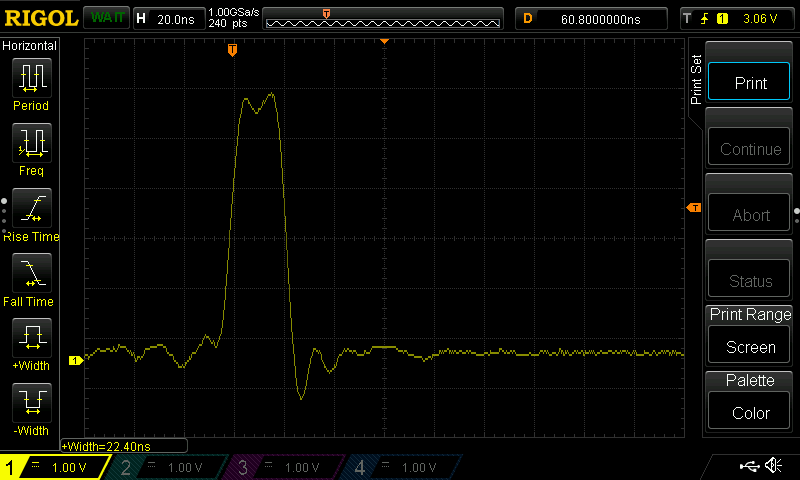 RIGOL WAIT H 20.0ns 1.00GSa/s
240 pts
D 60.8000000ns T 1 3.06 V
Horizontal
Period
Freq
Rise Time
Fall Time
+Width
-Width
T
T
T
1
+Width=22.40ns
Print Set
Print
Continue
Abort
Status
Print Range
Screen
Palette
Color
1 1.00 V 2 1.00 V 3 1.00 V 4 1.00 V